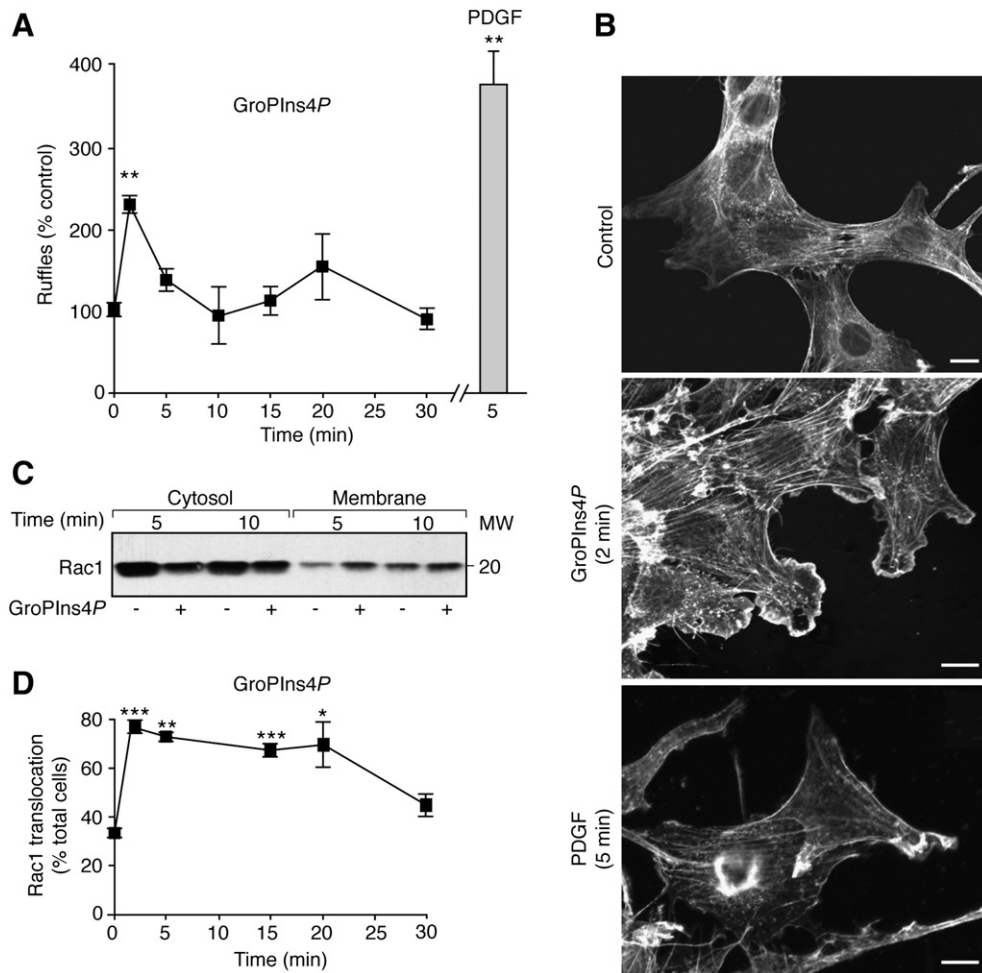 A
PDGF
**
GroPIns4P
**
Ruffles (% control)
400
300
200
100
0
0 5 10 15 20 25 30 5
Time (min)
B
Control
GroPIns4P
(2 min)
PDGF
(5 min)
C
Cytosol Membrane
Time (min) 5 10 5 10 MW
Rac1 20
GroPIns4P - + - + - + - +
D
GroPIns4P
*** ** *** *
Rac1 translocation
(% total cells)
80
60
40
20
0
0 5 10 15 20 25 30
Time (min)